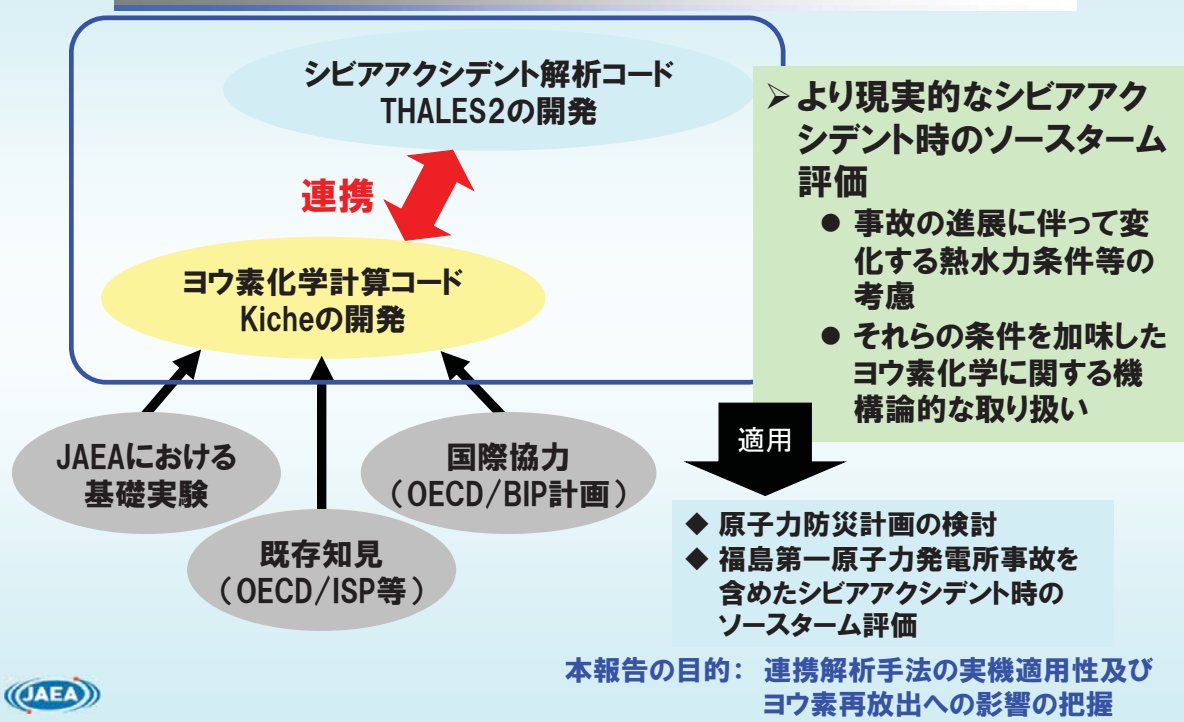 シビアアクシデント解析コード
THALES2の開発
連携
ヨウ素化学計算コード
Kicheの開発
JAEAにおける
基礎実験
既存知見
（OECD/ISP等）
国際協力
（OECD/BIP計画）
➢ より現実的なシビアアク
シデント時のソースターム
評価
● 事故の進展に伴って変
化する熱水力条件等の
考慮
● それらの条件を加味した
ヨウ素化学に関する機
構論的な取り扱い
適用
◆ 原子力防災計画の検討
◆ 福島第一原子力発電所事故を
含めたシビアアクシデント時の
ソースターム評価
本報告の目的： 連携解析手法の実機適用性及び
ヨウ素再放出への影響の把握
JAEA